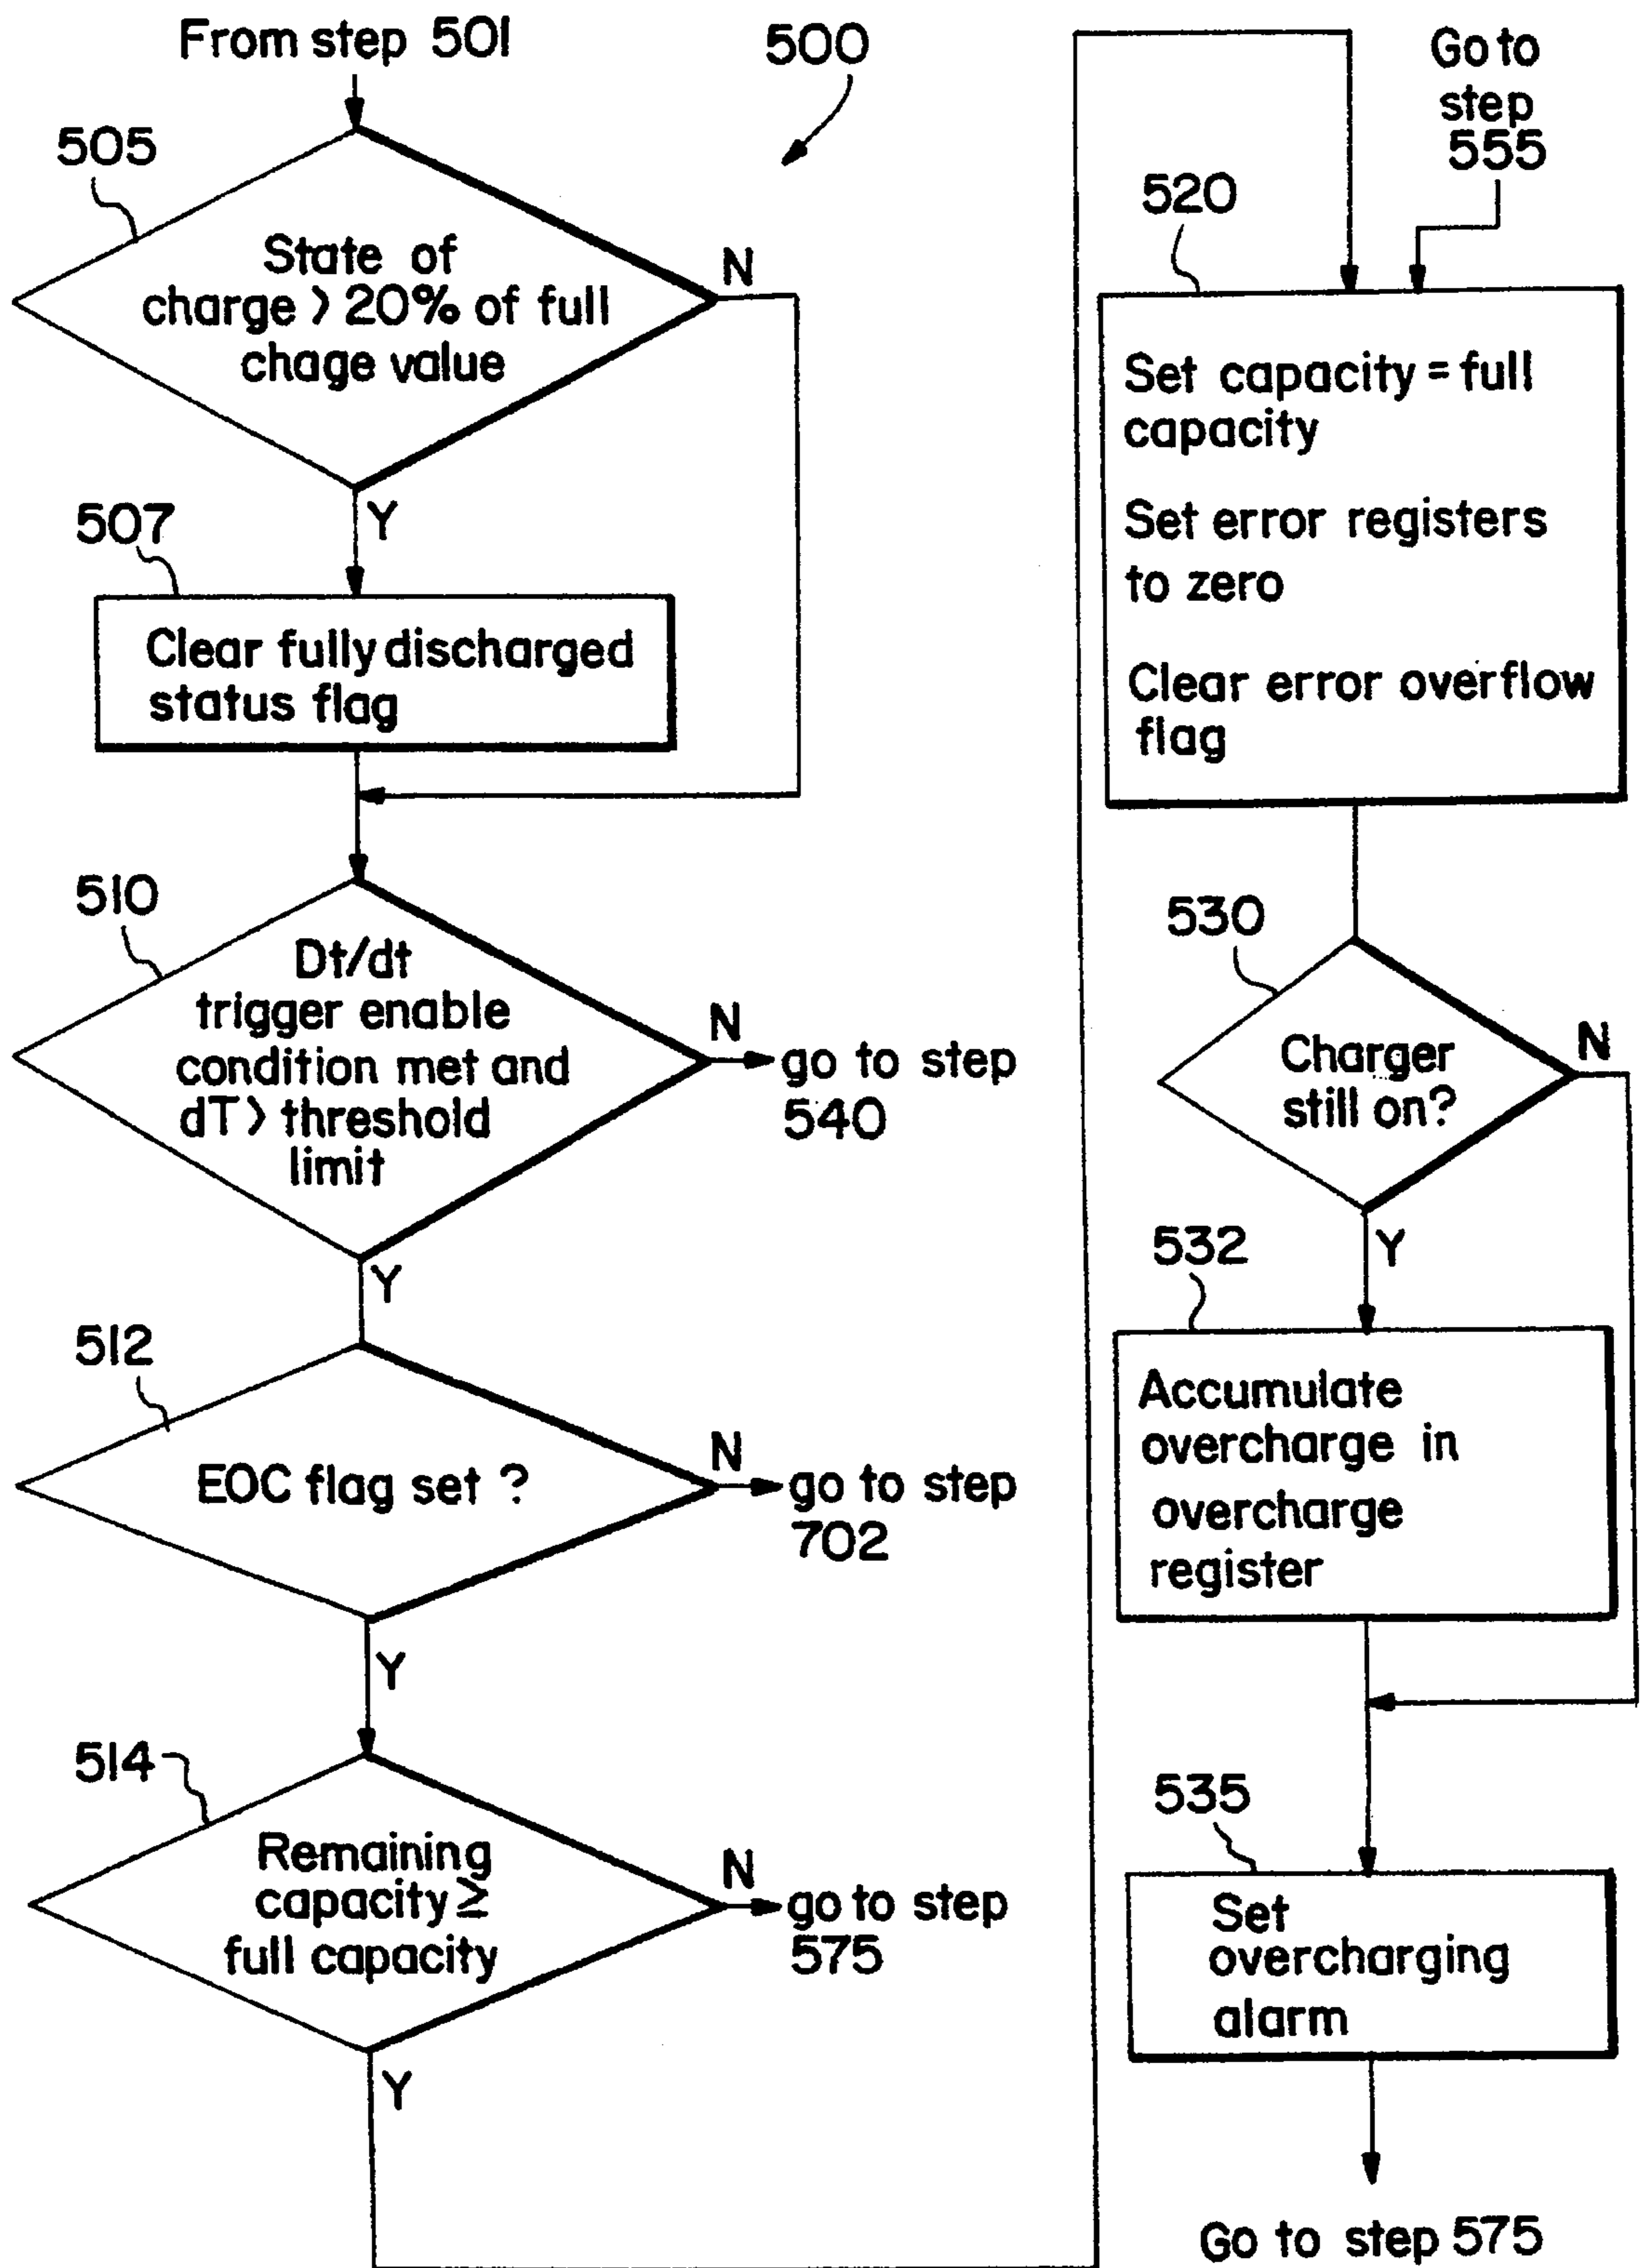 From step 501
500
505
State of
charge > 20% of full
chage value
N
Y
507
Clear fully discharged
status flag
510
Dt/dt
trigger enable
condition met and
dT > threshold
limit
N
go to step
540
Y
512
EOC flag set ?
N
go to step
702
Y
514
Remaining
capacity ≥
full capacity
N
go to step
575
Y
Go to
step
555
520
Set capacity = full
capacity
Set error registers
to zero
Clear error overflow
flag
530
Charger
still on?
N
Y
532
Accumulate
overcharge in
overcharge
register
535
Set
overcharging
alarm
Go to step 575